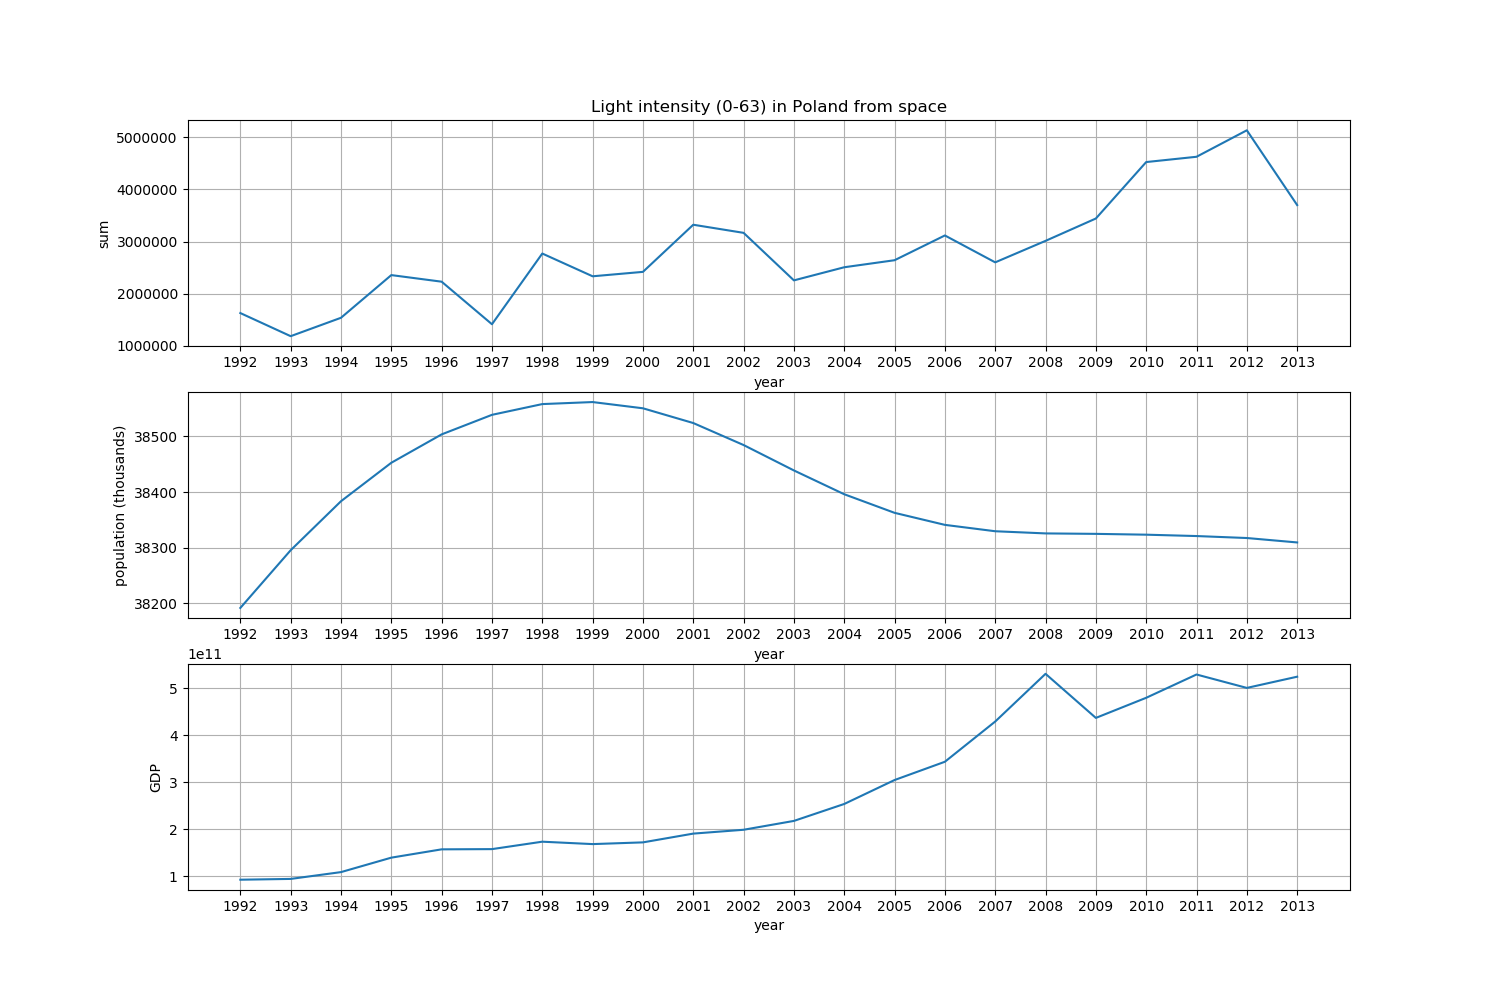 Light intensity (0-63) in Poland from space
5000000
4000000
3000000
2000000
1000000
sum
1992 1993 1994 1995 1996 1997 1998 1999 2000 2001 2002 2003 2004 2005 2006 2007 2008 2009 2010 2011 2012 2013
year
38500
38400
38300
38200
population (thousands)
1992 1993 1994 1995 1996 1997 1998 1999 2000 2001 2002 2003 2004 2005 2006 2007 2008 2009 2010 2011 2012 2013
year
1e11
5
4
3
2
1
GDP
1992 1993 1994 1995 1996 1997 1998 1999 2000 2001 2002 2003 2004 2005 2006 2007 2008 2009 2010 2011 2012 2013
year